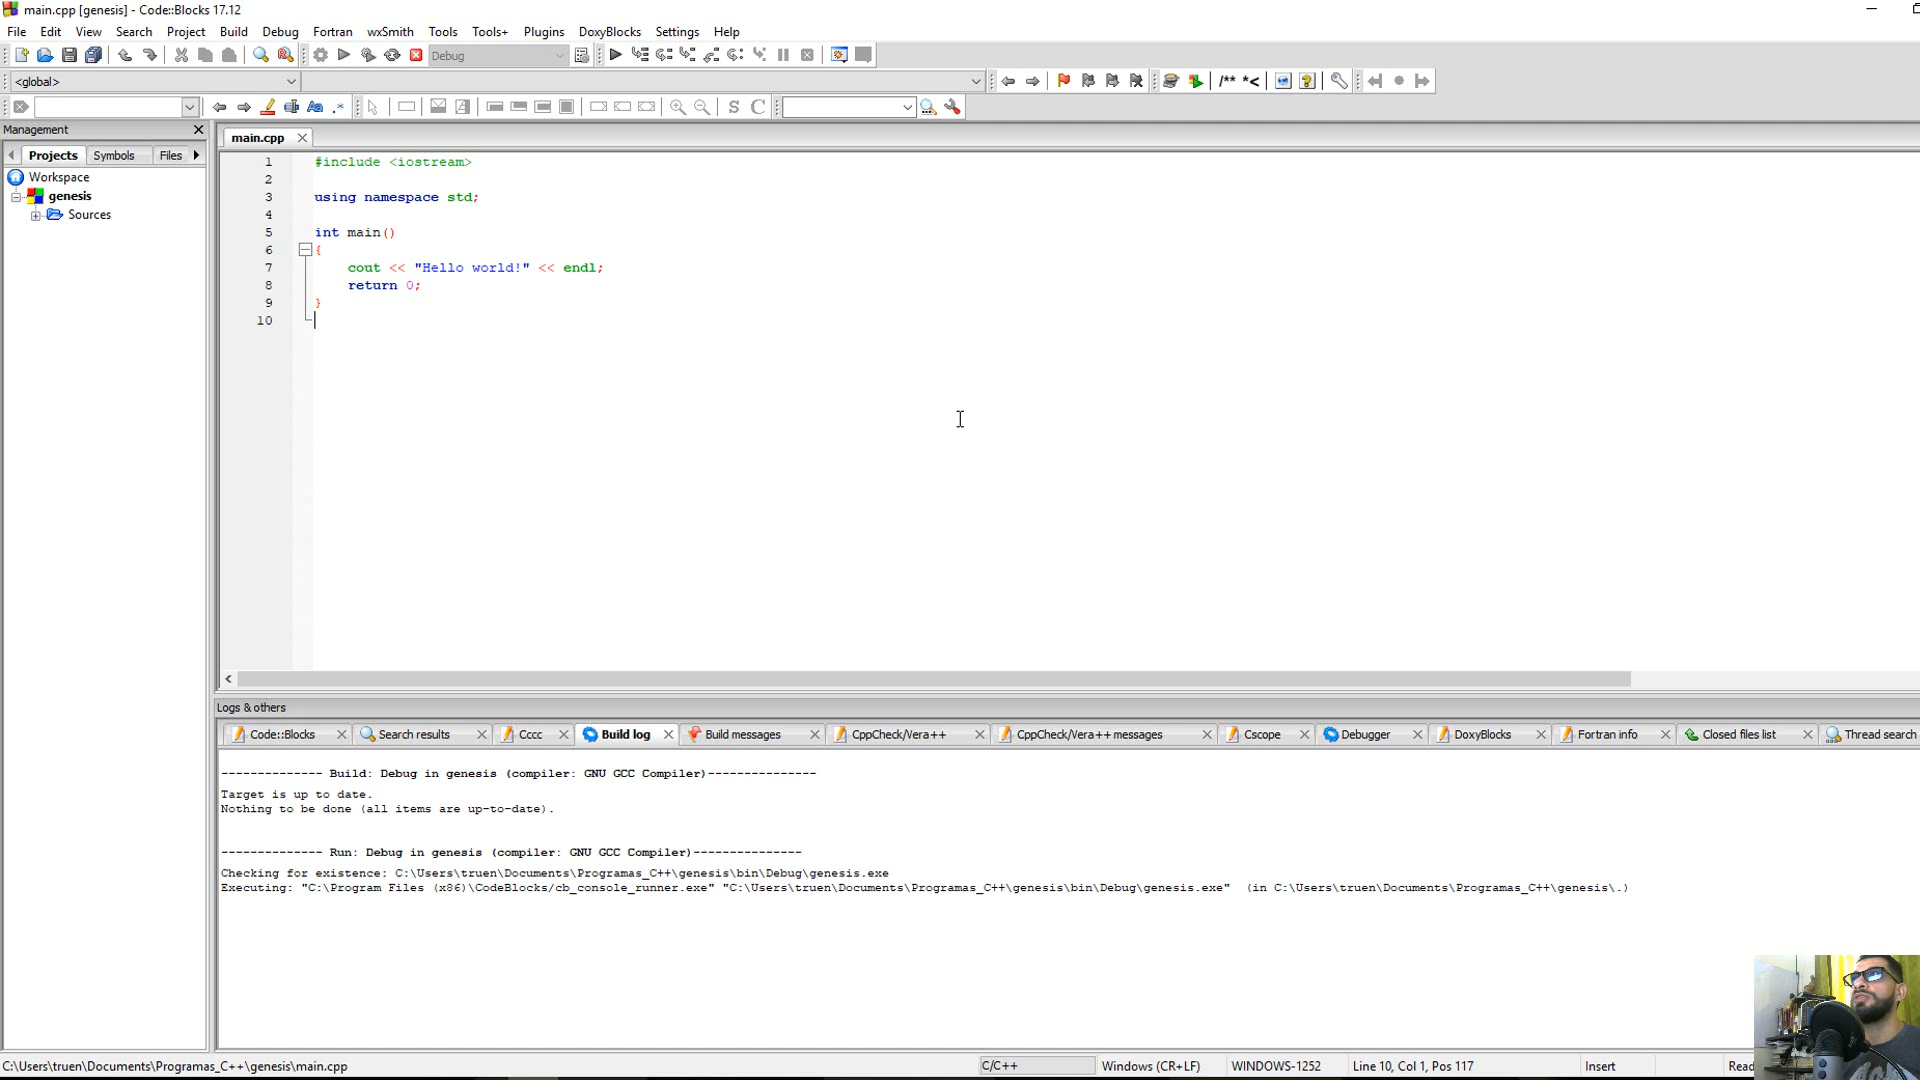 main.cpp [genesis] - Code::Blocks 17.12
File Edit View Search Project Build Debug Fortran wxSmith Tools Tools+ Plugins DoxyBlocks Settings Help
Debug
<global>
/** *<
Aa .*
S C
Management
Projects Symbols Files
Workspace
genesis
Sources
main.cpp
1 #include <iostream>
2
3 using namespace std;
4
5 int main()
6 {
7 cout << "Hello world!" << endl;
8 return 0;
9 }
10
Logs & others
Code::Blocks Search results Cccc Build log Build messages CppCheck/Vera++ CppCheck/Vera++ messages Cscope Debugger DoxyBlocks Fortran info Closed files list Thread search
-------------- Build: Debug in genesis (compiler: GNU GCC Compiler)---------------
Target is up to date.
Nothing to be done (all items are up-to-date).
-------------- Run: Debug in genesis (compiler: GNU GCC Compiler)---------------
Checking for existence: C:\Users\truen\Documents\Programas_C++\genesis\bin\Debug\genesis.exe
Executing: "C:\Program Files (x86)\CodeBlocks/cb_console_runner.exe" "C:\Users\truen\Documents\Programas_C++\genesis\bin\Debug\genesis.exe" (in C:\Users\truen\Documents\Programas_C++\genesis\.)
C:\Users\truen\Documents\Programas_C++\genesis\main.cpp C/C++ Windows (CR+LF) WINDOWS-1252 Line 10, Col 1, Pos 117 Insert Read